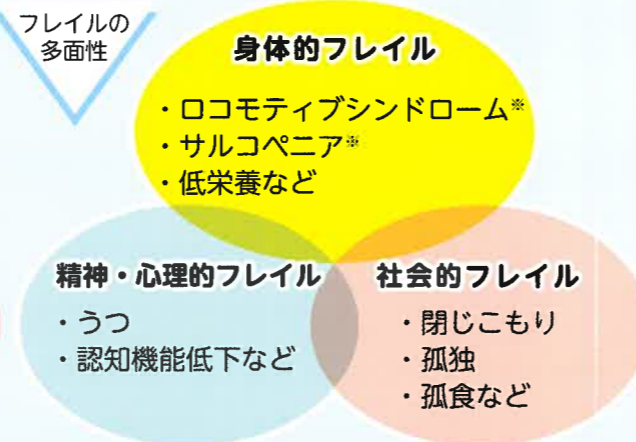 フレイルの
多面性
身体的フレイル
・ロコモティブシンドローム※
・サルコペニア※
・低栄養など
精神・心理的フレイル
・うつ
・認知機能低下など
社会的フレイル
・閉じこもり
・孤独
・孤食など